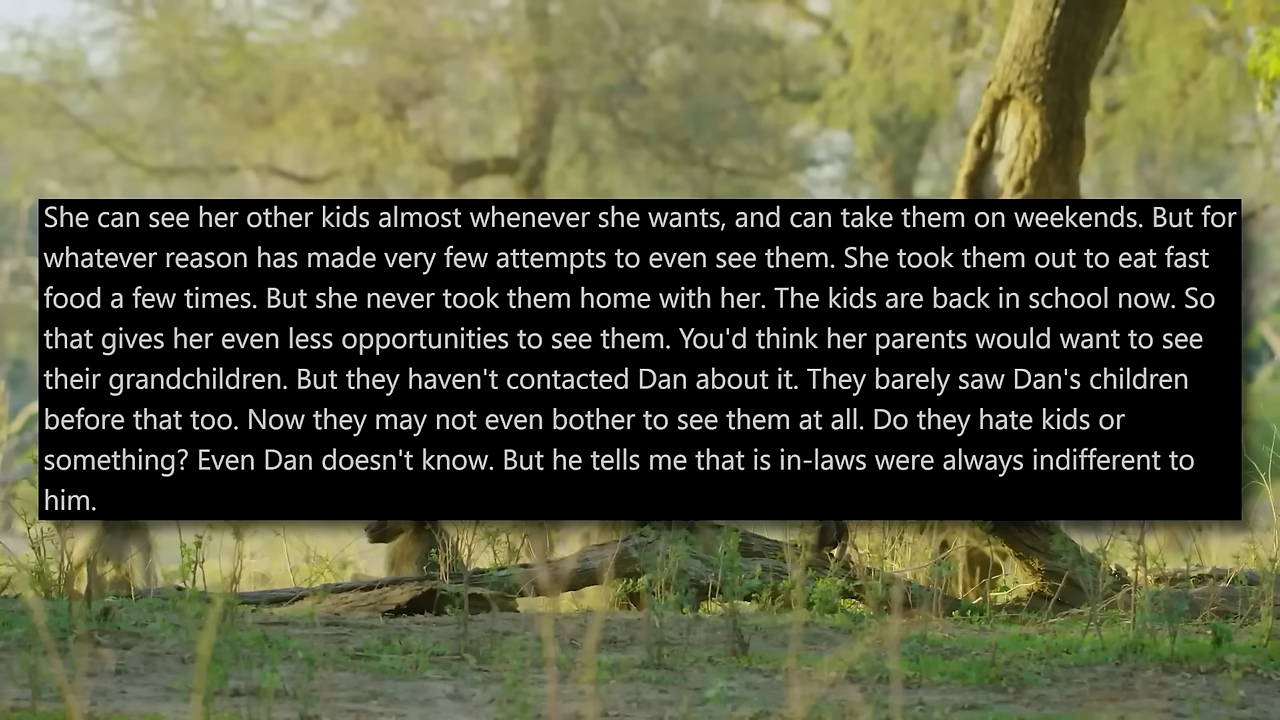 She can see her other kids almost whenever she wants, and can take them on weekends. But for
whatever reason has made very few attempts to even see them. She took them out to eat fast
food a few times. But she never took them home with her. The kids are back in school now. So
that gives her even less opportunities to see them. You'd think her parents would want to see
their grandchildren. But they haven't contacted Dan about it. They barely saw Dan's children
before that too. Now they may not even bother to see them at all. Do they hate kids or
something? Even Dan doesn't know. But he tells me that is in-laws were always indifferent to
him.